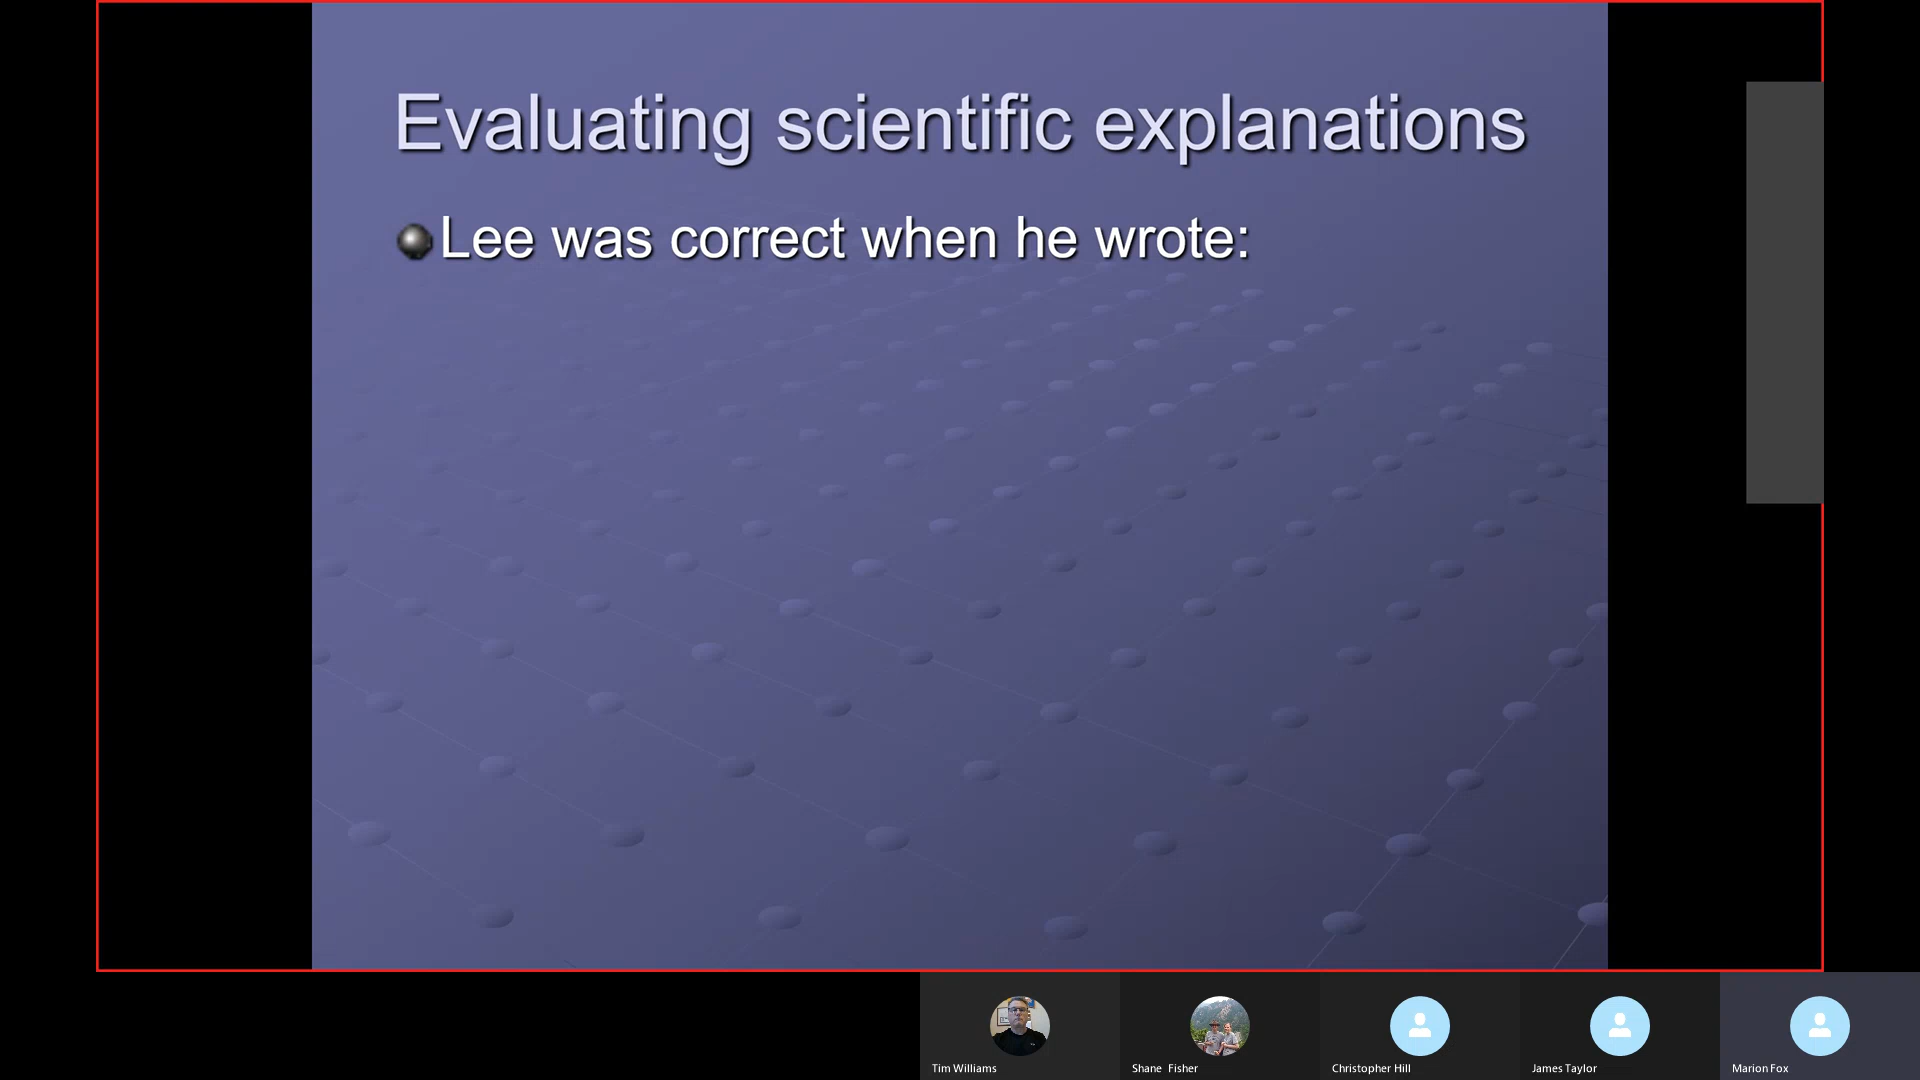 Evaluating scientific explanations
Lee was correct when he wrote:
Tim Williams
Shane Fisher
Christopher Hill
James Taylor
Marion Fox